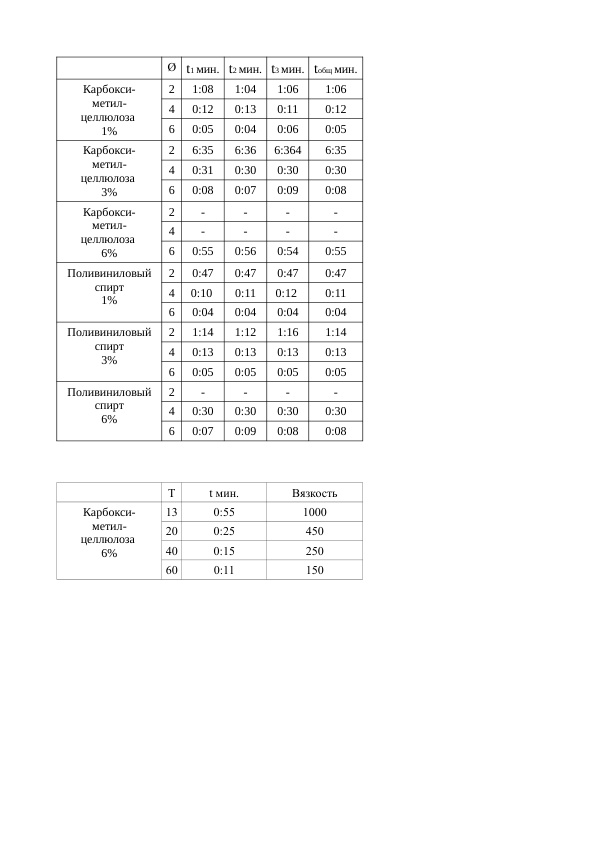 Ø t1 мин. t2 мин. t3 мин. tобщ мин.
Карбокси-
метил-
целлюлоза
1%
2 1:08 1:04 1:06 1:06
4 0:12 0:13 0:11 0:12
6 0:05 0:04 0:06 0:05
Карбокси-
метил-
целлюлоза
3%
2 6:35 6:36 6:364 6:35
4 0:31 0:30 0:30 0:30
6 0:08 0:07 0:09 0:08
Карбокси-
метил-
целлюлоза
6%
2 - - - -
4 - - - -
6 0:55 0:56 0:54 0:55
Поливиниловый
спирт
1%
2 0:47 0:47 0:47 0:47
4 0:10 0:11 0:12 0:11
6 0:04 0:04 0:04 0:04
Поливиниловый
спирт
3%
2 1:14 1:12 1:16 1:14
4 0:13 0:13 0:13 0:13
6 0:05 0:05 0:05 0:05
Поливиниловый
спирт
6%
2 - - - -
4 0:30 0:30 0:30 0:30
6 0:07 0:09 0:08 0:08
T t мин. Вязкость
Карбокси-
метил-
целлюлоза
6%
13 0:55 1000
20 0:25 450
40 0:15 250
60 0:11 150